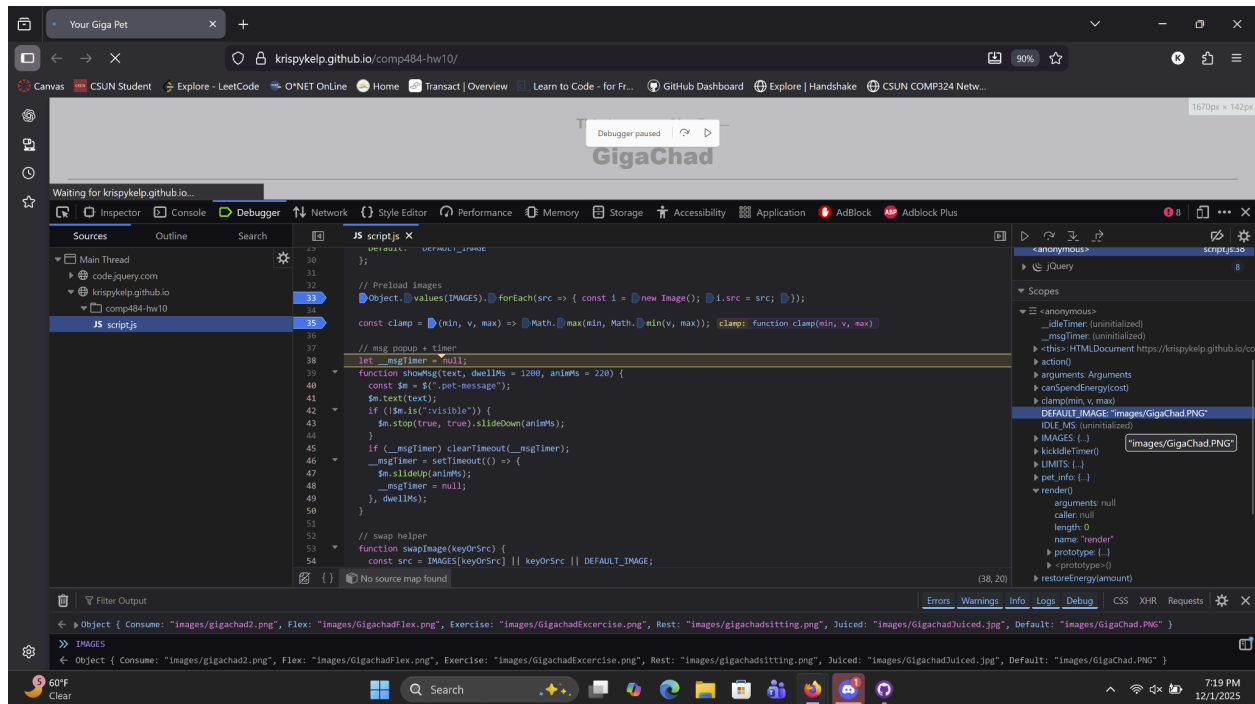 Your Giga Pet
krispykelp.github.io/comp484-hw10/
90%
K
Canvas CSUN Student Explore - LeetCode O*NET OnLine Home Transact | Overview Learn to Code - for Fr... GitHub Dashboard Explore | Handshake CSUN COMP324 Netw...
1670px × 142px
Debugger paused
GigaChad
Waiting for krispykelp.github.io...
Inspector Console Debugger Network Style Editor Performance Memory Storage Accessibility Application AdBlock Adblock Plus 8
Sources Outline Search JS script.js
Main Thread
code.jquery.com
krispykelp.github.io
comp484-hw10
JS script.js
29 Default: "DEFAULT_IMAGE"
30 };
31
32 // Preload images
33 Object.values(IMAGES).forEach(src => { const i = new Image(); i.src = src; });
34
35 const clamp = (min, v, max) => Math.max(min, Math.min(v, max)); clamp: function clamp(min, v, max)
36
37 // msg popup + timer
38 let __msgTimer = null;
39 function showMsg(text, dwellMs = 1200, animMs = 220) {
40 const $m = $(".pet-message");
41 $m.text(text);
42 if (!$m.is(":visible")) {
43 $m.stop(true, true).slideDown(animMs);
44 }
45 if (__msgTimer) clearTimeout(__msgTimer);
46 __msgTimer = setTimeout(() => {
47 $m.slideUp(animMs);
48 __msgTimer = null;
49 }, dwellMs);
50 }
51
52 // swap helper
53 function swapImage(keyOrSrc) {
54 const src = IMAGES[keyOrSrc] || keyOrSrc || DEFAULT_IMAGE;
{ } No source map found (38, 20)
<anonymous> script.js:38
jQuery 8
Scopes
<anonymous>
__idleTimer: (uninitialized)
__msgTimer: (uninitialized)
<this>: HTMLDocument https://krispykelp.github.io/co
action()
arguments: Arguments
canSpendEnergy(cost)
clamp(min, v, max)
DEFAULT_IMAGE: "images/GigaChad.PNG"
IDLE_MS: (uninitialized)
IMAGES: {…}
"images/GigaChad.PNG"
kickIdleTimer()
LIMITS: {…}
pet_info: {…}
render()
arguments: null
caller: null
length: 0
name: "render"
prototype: {…}
<prototype>()
restoreEnergy(amount)
Filter Output Errors Warnings Info Logs Debug CSS XHR Requests
Object { Consume: "images/gigachad2.png", Flex: "images/GigachadFlex.png", Exercise: "images/GigachadExcercise.png", Rest: "images/gigachadsitting.png", Juiced: "images/GigachadJuiced.jpg", Default: "images/GigaChad.PNG" }
IMAGES
Object { Consume: "images/gigachad2.png", Flex: "images/GigachadFlex.png", Exercise: "images/GigachadExcercise.png", Rest: "images/gigachadsitting.png", Juiced: "images/GigachadJuiced.jpg", Default: "images/GigaChad.PNG" }
5
60°F
Clear
Search
7:19 PM
12/1/2025